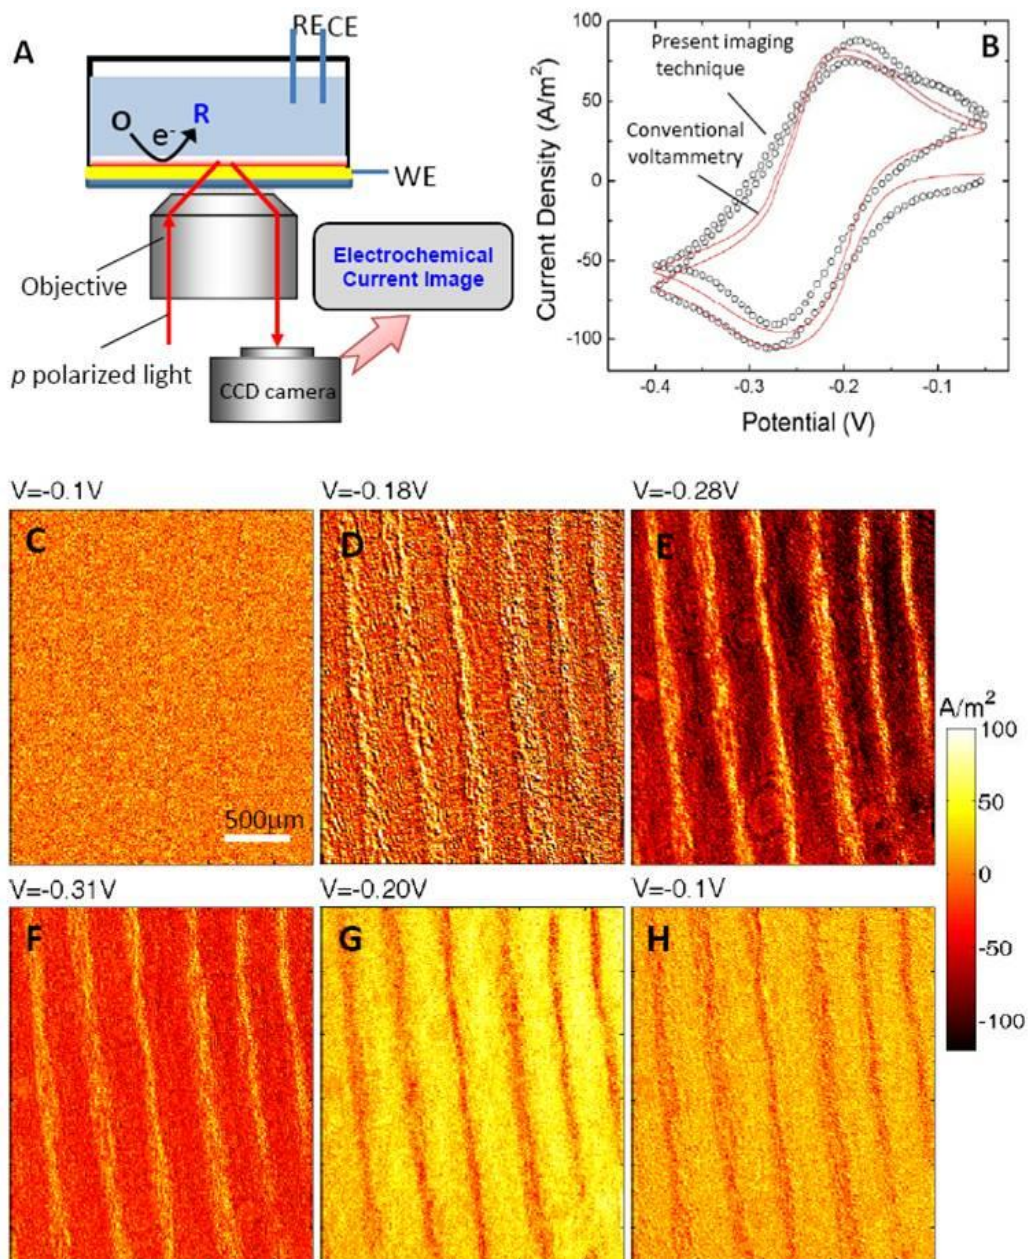 A
RE CE
O
R
e-
WE
Objective
p polarized light
CCD camera
Electrochemical
Current Image
B
Present imaging
technique
Conventional
voltammetry
Current Density (A/m²)
100
50
0
-50
-100
-0.4 -0.3 -0.2 -0.1
Potential (V)
V=-0.1V
C
500μm
V=-0.18V
D
V=-0.28V
E
V=-0.31V
F
V=-0.20V
G
V=-0.1V
H
A/m²
100
50
0
-50
-100